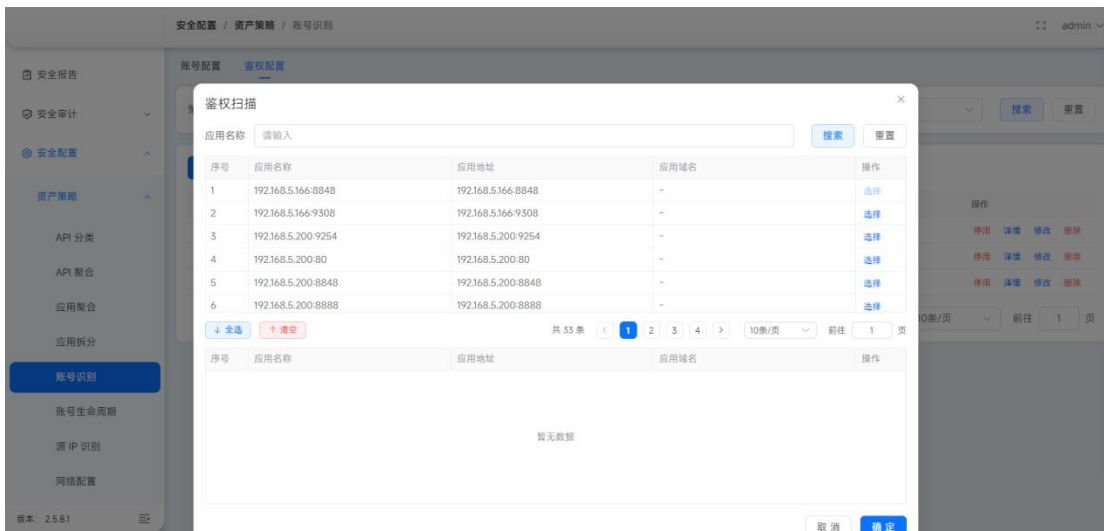 安全配置 / 资产策略 / 账号识别
admin
安全报告
安全审计
安全配置
资产策略
API 分类
API 聚合
应用聚合
应用拆分
账号识别
账号生命周期
源 IP 识别
网络配置
版本: 2.5.8.1
账号配置 鉴权配置
搜索 重置
操作
停用 详情 修改 删除
停用 详情 修改 删除
停用 详情 修改 删除
10条/页 前往 1 页
鉴权扫描
应用名称 请输入 搜索 重置
序号 应用名称 应用地址 应用域名 操作
1 192.168.5.166:8848 192.168.5.166:8848 - 选择
2 192.168.5.166:9308 192.168.5.166:9308 - 选择
3 192.168.5.200:9254 192.168.5.200:9254 - 选择
4 192.168.5.200:80 192.168.5.200:80 - 选择
5 192.168.5.200:8848 192.168.5.200:8848 - 选择
6 192.168.5.200:8888 192.168.5.200:8888 - 选择
↓ 全选 ↑ 清空 共 33 条 < 1 2 3 4 > 10条/页 前往 1 页
序号 应用名称 应用地址 应用域名 操作
暂无数据
取消 确定